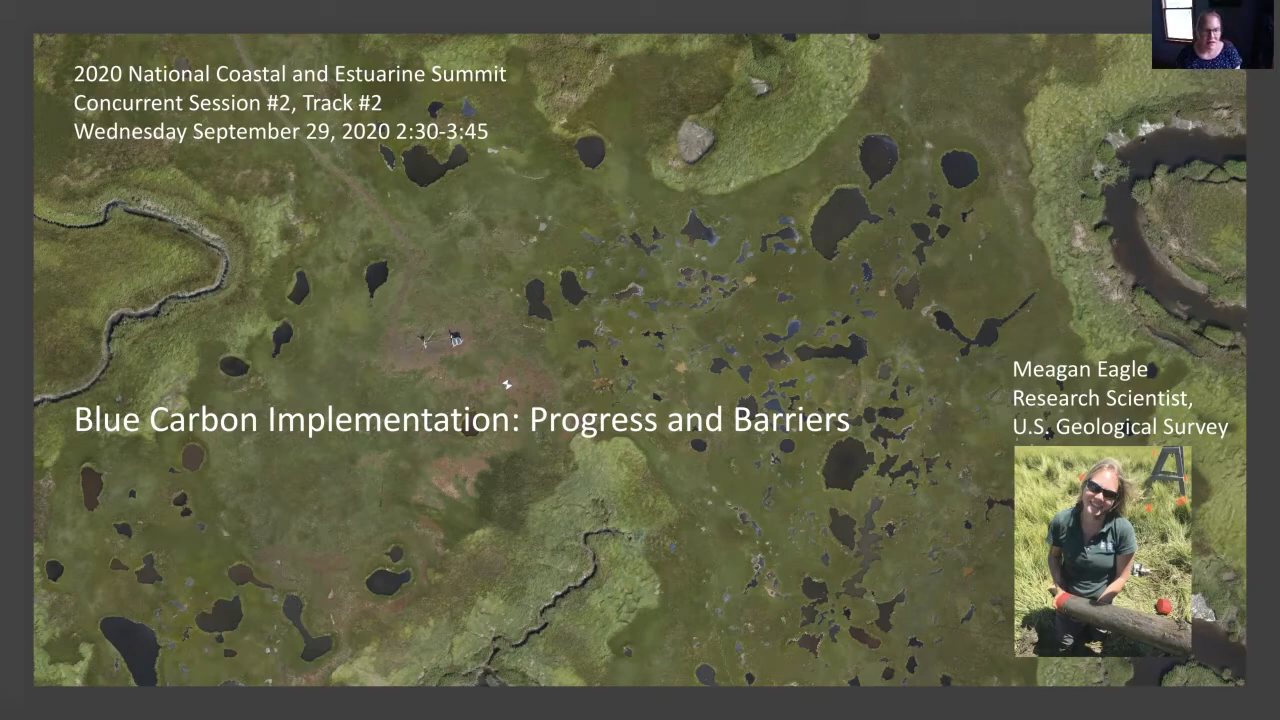 2020 National Coastal and Estuarine Summit
Concurrent Session #2, Track #2
Wednesday September 29, 2020 2:30-3:45
Blue Carbon Implementation: Progress and Barriers
Meagan Eagle
Research Scientist,
U.S. Geological Survey